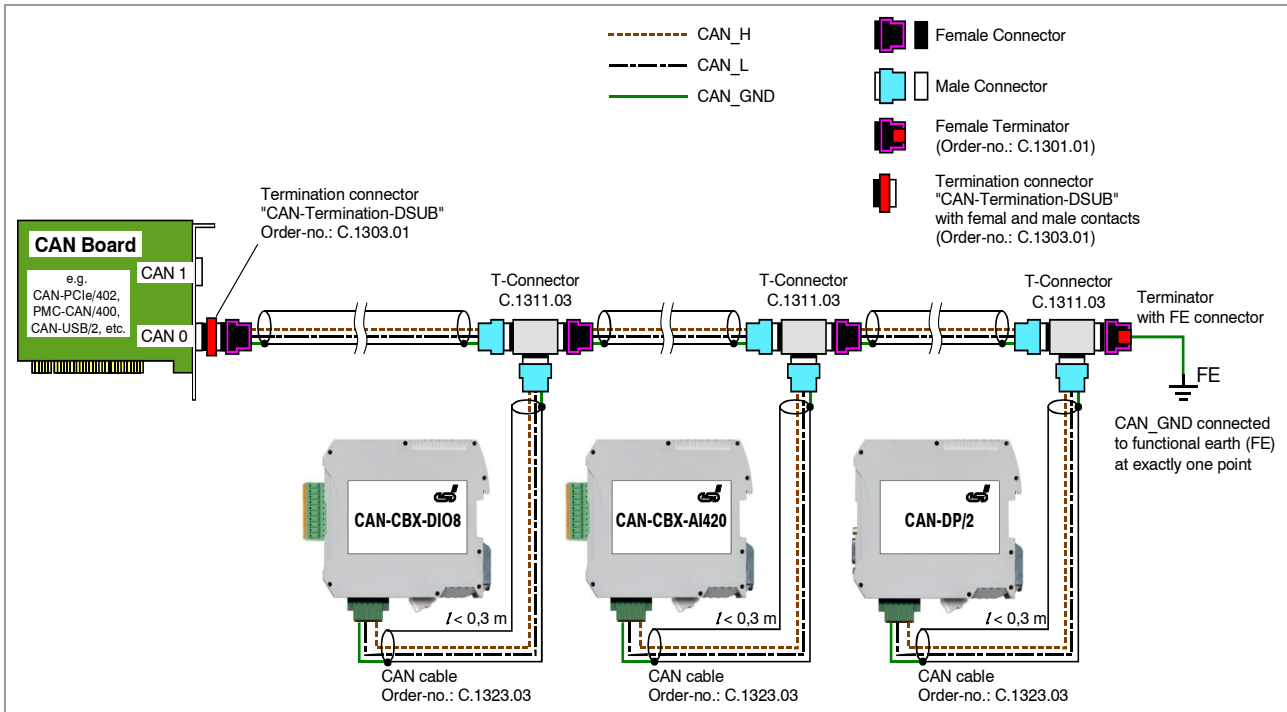 CAN_H
CAN_L
CAN_GND
Female Connector
Male Connector
Female Terminator
(Order-no.: C.1301.01)
Termination connector
"CAN-Termination-DSUB"
with femal and male contacts
(Order-no.: C.1303.01)
Termination connector
"CAN-Termination-DSUB"
Order-no.: C.1303.01
CAN Board
e.g.
CAN-PCIe/402,
PMC-CAN/400,
CAN-USB/2, etc.
CAN 1
CAN 0
T-Connector
C.1311.03
T-Connector
C.1311.03
T-Connector
C.1311.03
Terminator
with FE connector
FE
CAN_GND connected
to functional earth (FE)
at exactly one point
esd
CAN-CBX-DIO8
l < 0,3 m
CAN cable
Order-no.: C.1323.03
esd
CAN-CBX-AI420
l < 0,3 m
CAN cable
Order-no.: C.1323.03
esd
CAN-DP/2
l < 0,3 m
CAN cable
Order-no.: C.1323.03